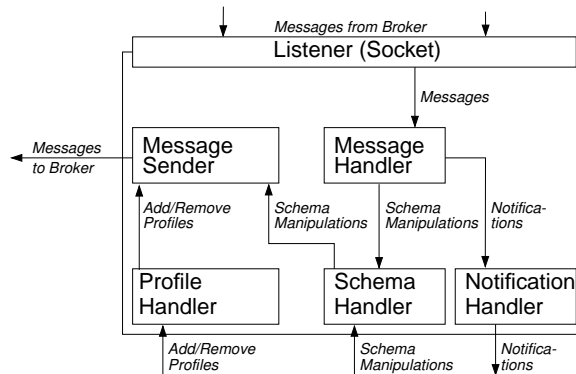 Messages from Broker
Listener (Socket)
Messages
Messages
to Broker
Message
Sender
Message
Handler
Add/Remove
Profiles
Schema
Manipulations
Schema
Manipulations
Notifica-
tions
Profile
Handler
Schema
Handler
Notification
Handler
Add/Remove
Profiles
Schema
Manipulations
Notifica-
tions